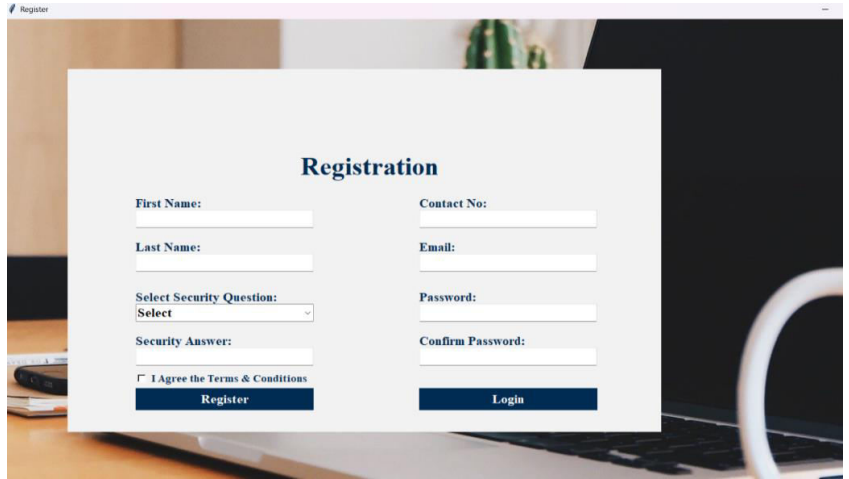 Register
Registration
First Name:
Contact No:
Last Name:
Email:
Select Security Question:
Password:
Select
Security Answer:
Confirm Password:
I Agree the Terms & Conditions
Register
Login